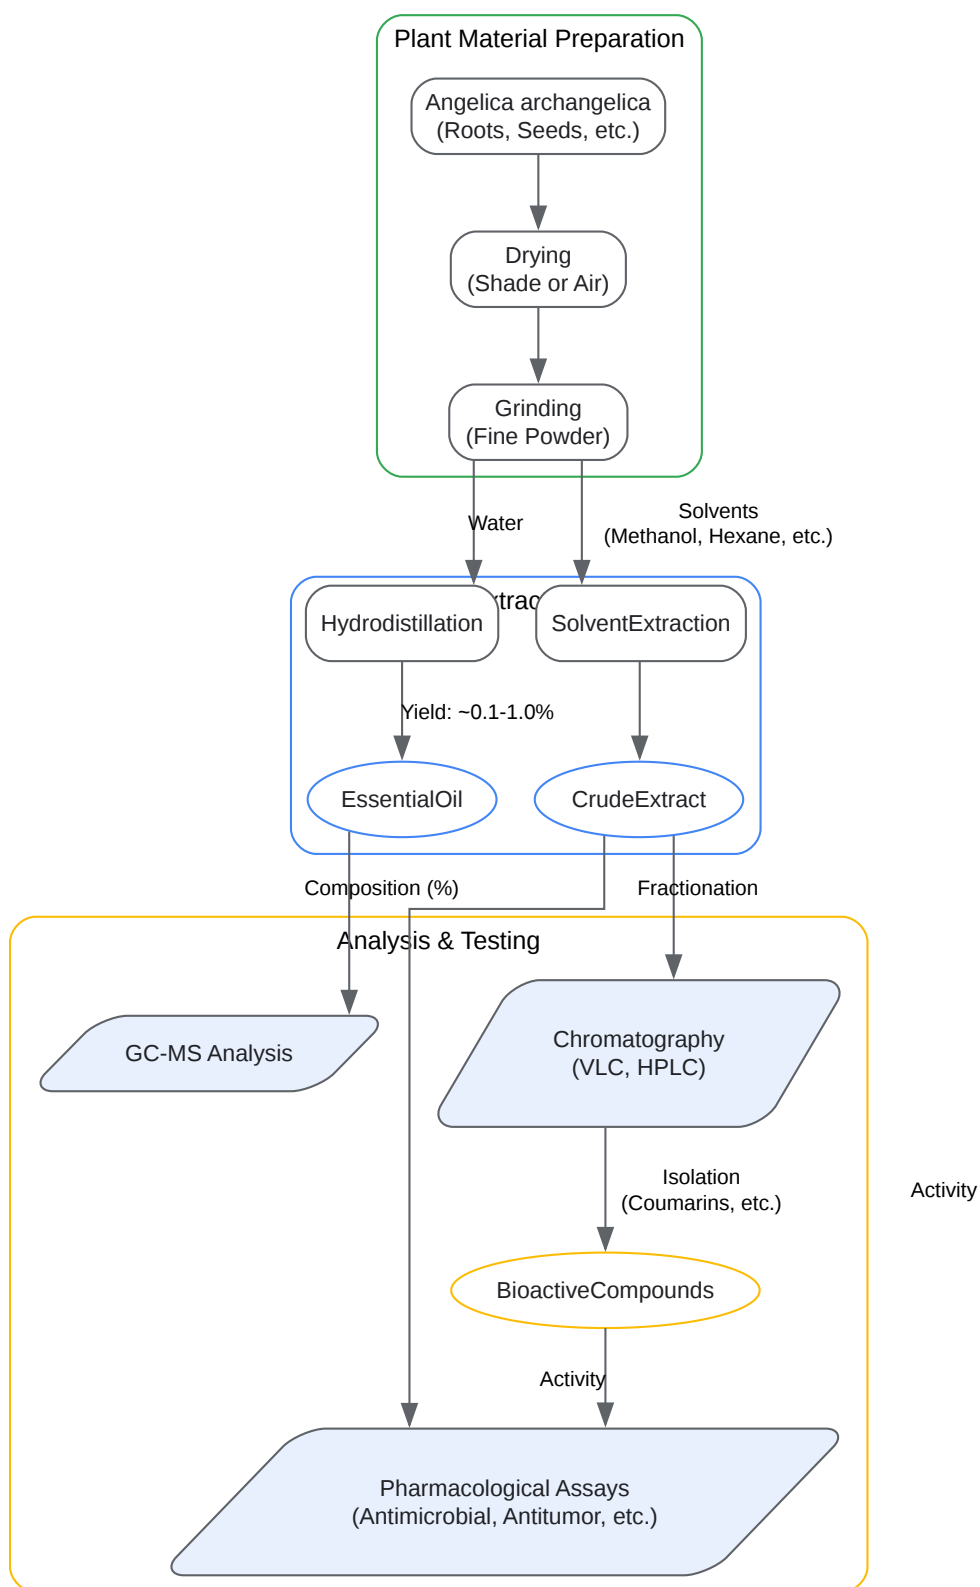 Plant Material Preparation
Angelica archangelica
(Roots, Seeds, etc.)
Drying
(Shade or Air)
Grinding
(Fine Powder)
Water
Solvents
(Methanol, Hexane, etc.)
Hydrodistillation
SolventExtraction
Yield: ~0.1-1.0%
EssentialOil
CrudeExtract
Composition (%)
Fractionation
Analysis & Testing
GC-MS Analysis
Chromatography
(VLC, HPLC)
Isolation
(Coumarins, etc.)
Activity
BioactiveCompounds
Activity
Pharmacological Assays
(Antimicrobial, Antitumor, etc.)